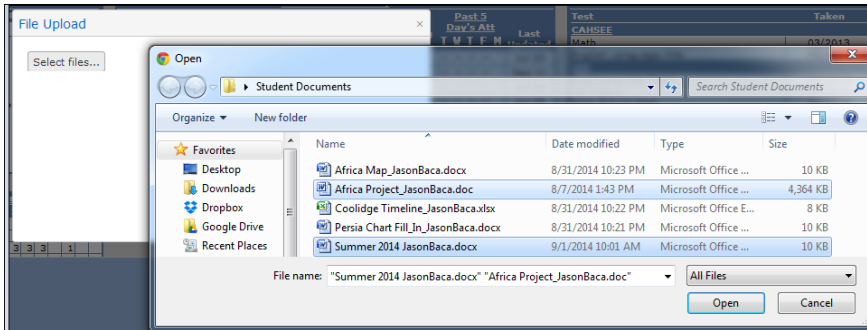 File Upload ×
Select files...
Past 5
Day's Att
Last
T W T F M Updated
Test Taken
CAHSEE
Math 03/2013
Open
Student Documents
Search Student Documents
Organize New folder
Favorites
Desktop
Downloads
Dropbox
Google Drive
Recent Places
Name Date modified Type Size
Africa Map_JasonBaca.docx 8/31/2014 10:23 PM Microsoft Office ... 10 KB
Africa Project_JasonBaca.doc 8/7/2014 1:43 PM Microsoft Office ... 4,364 KB
Coolidge Timeline_JasonBaca.xlsx 8/31/2014 10:22 PM Microsoft Office E... 8 KB
Persia Chart Fill_In_JasonBaca.docx 8/31/2014 10:21 PM Microsoft Office ... 10 KB
Summer 2014 JasonBaca.docx 9/1/2014 10:01 AM Microsoft Office ... 10 KB
3 3 3 1
File name: "Summer 2014 JasonBaca.docx" "Africa Project_JasonBaca.doc" All Files
Open Cancel